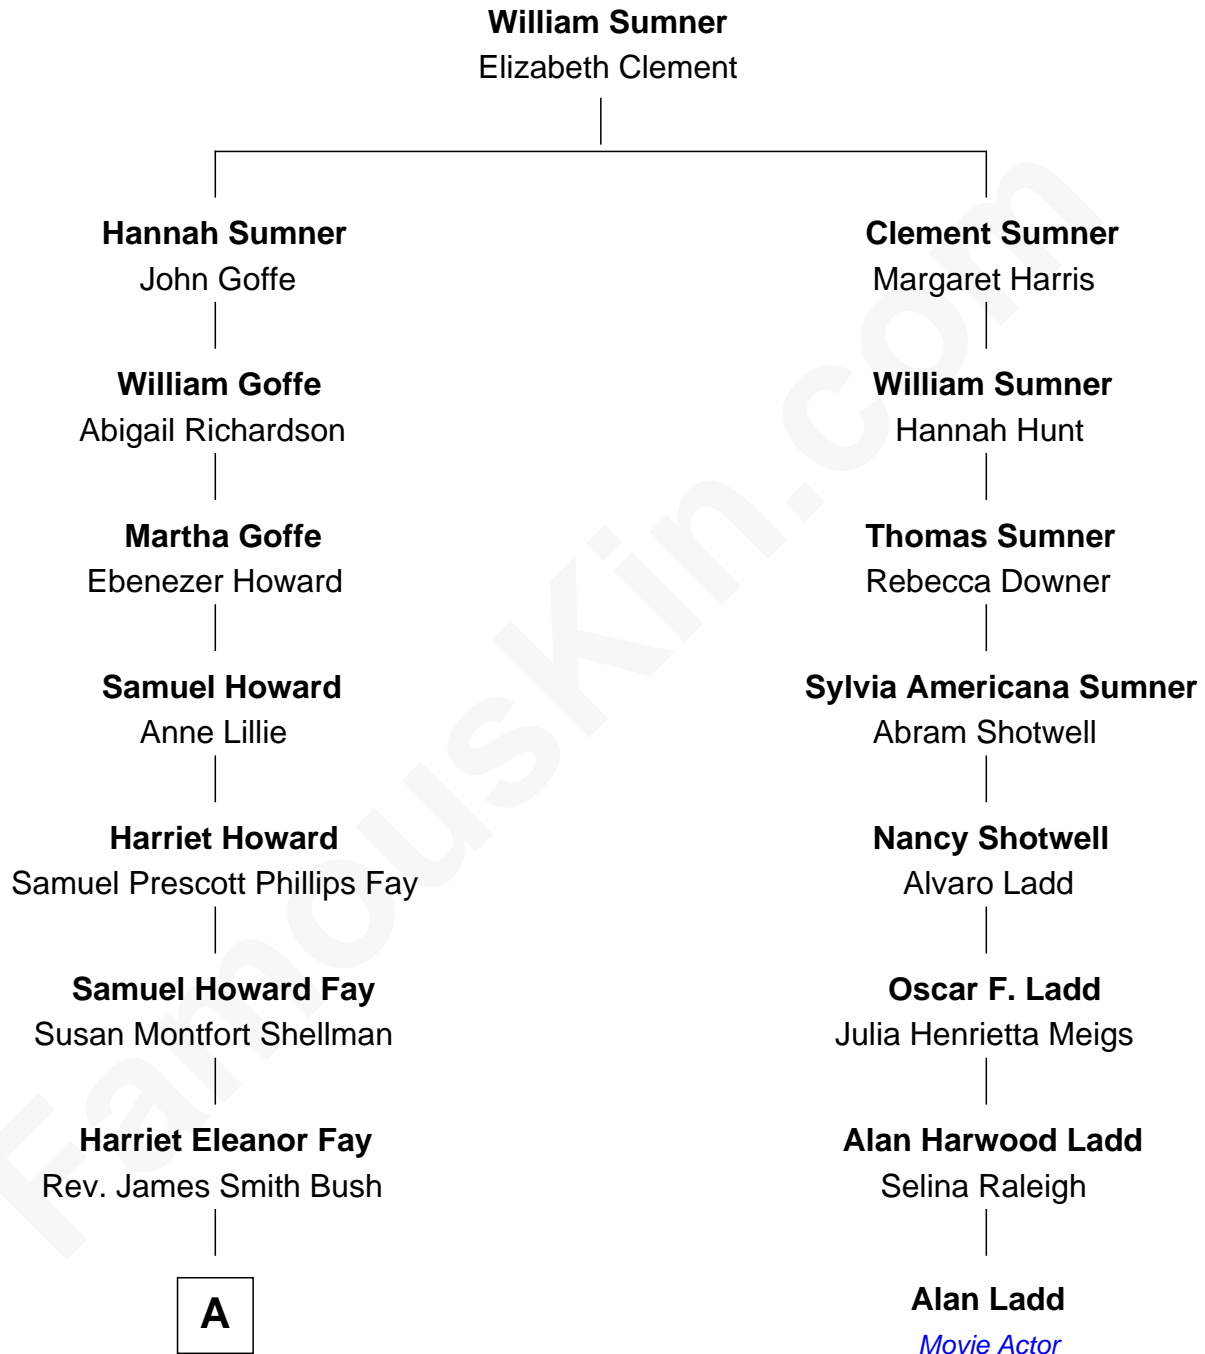 William Sumner
Elizabeth Clement
Hannah Sumner
John Goffe
Clement Sumner
Margaret Harris
William Goffe
Abigail Richardson
William Sumner
Hannah Hunt
Martha Goffe
Ebenezer Howard
Thomas Sumner
Rebecca Downer
Samuel Howard
Anne Lillie
Sylvia Americana Sumner
Abram Shotwell
Harriet Howard
Samuel Prescott Phillips Fay
Nancy Shotwell
Alvaro Ladd
Samuel Howard Fay
Susan Montfort Shellman
Oscar F. Ladd
Julia Henrietta Meigs
Harriet Eleanor Fay
Rev. James Smith Bush
Alan Harwood Ladd
Selina Raleigh
A
Alan Ladd
Movie Actor
FamousKin.com